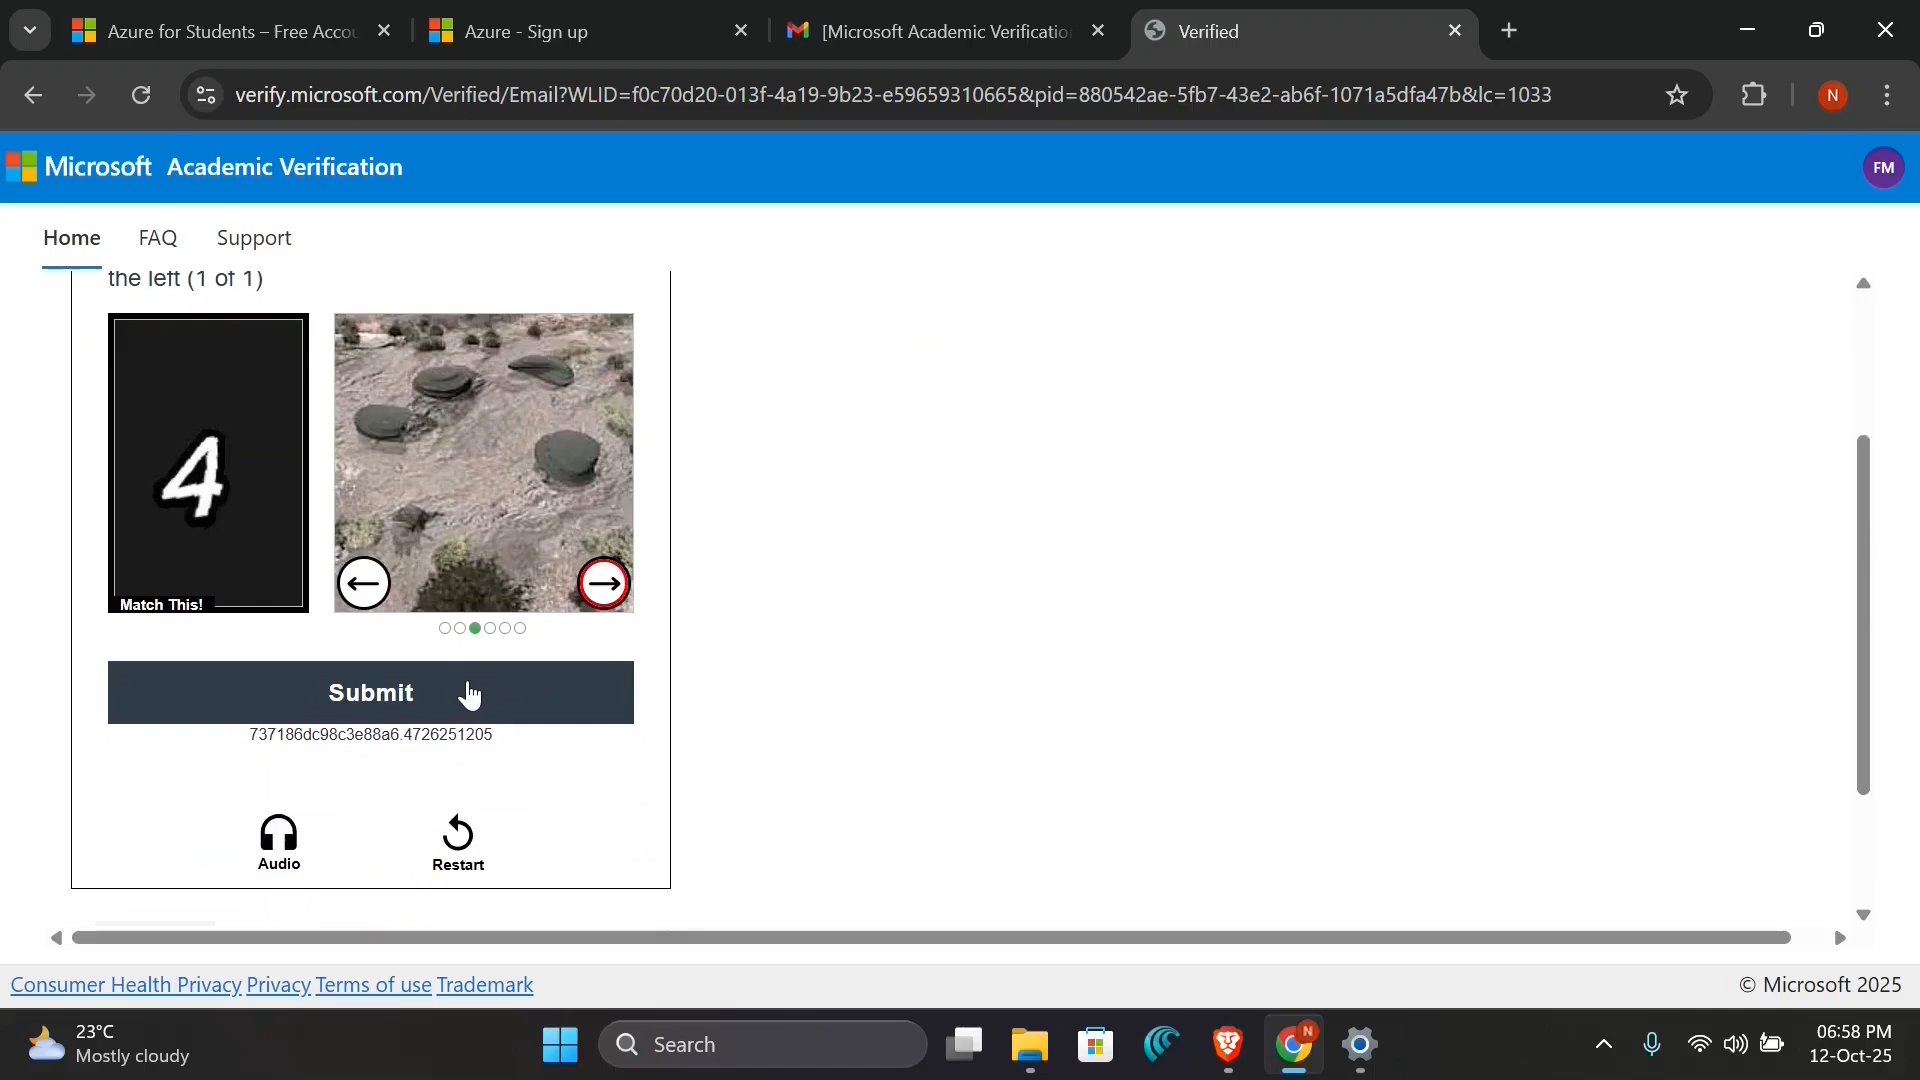 Azure for Students – Free Accou
Azure - Sign up
[Microsoft Academic Verificatio
Verified
verify.microsoft.com/Verified/Email?WLID=f0c70d20-013f-4a19-9b23-e59659310665&pid=880542ae-5fb7-43e2-ab6f-1071a5dfa47b&lc=1033
N
Microsoft Academic Verification
FM
Home FAQ Support
the left (1 of 1)
4
Match This!
Submit
737186dc98c3e88a6.4726251205
Audio
Restart
Consumer Health Privacy Privacy Terms of use Trademark
© Microsoft 2025
23°C
Mostly cloudy
Search
N
06:58 PM
12-Oct-25